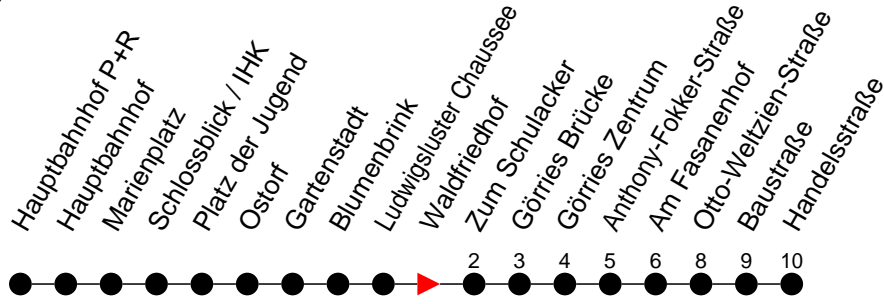 Hauptbahnhof P+R
Hauptbahnhof
Marienplatz
Schlossblick / IHK
Platz der Jugend
Ostorf
Gartenstadt
Blumenbrink
Ludwigsluster Chaussee
Waldfriedhof
Zum Schulacker
Görries Brücke
Görries Zentrum
Anthony-Fokker-Straße
Am Fasanenhof
Otto-Weltzien-Straße
Baustraße
Handelsstraße
2 3 4 5 6 8 9 10